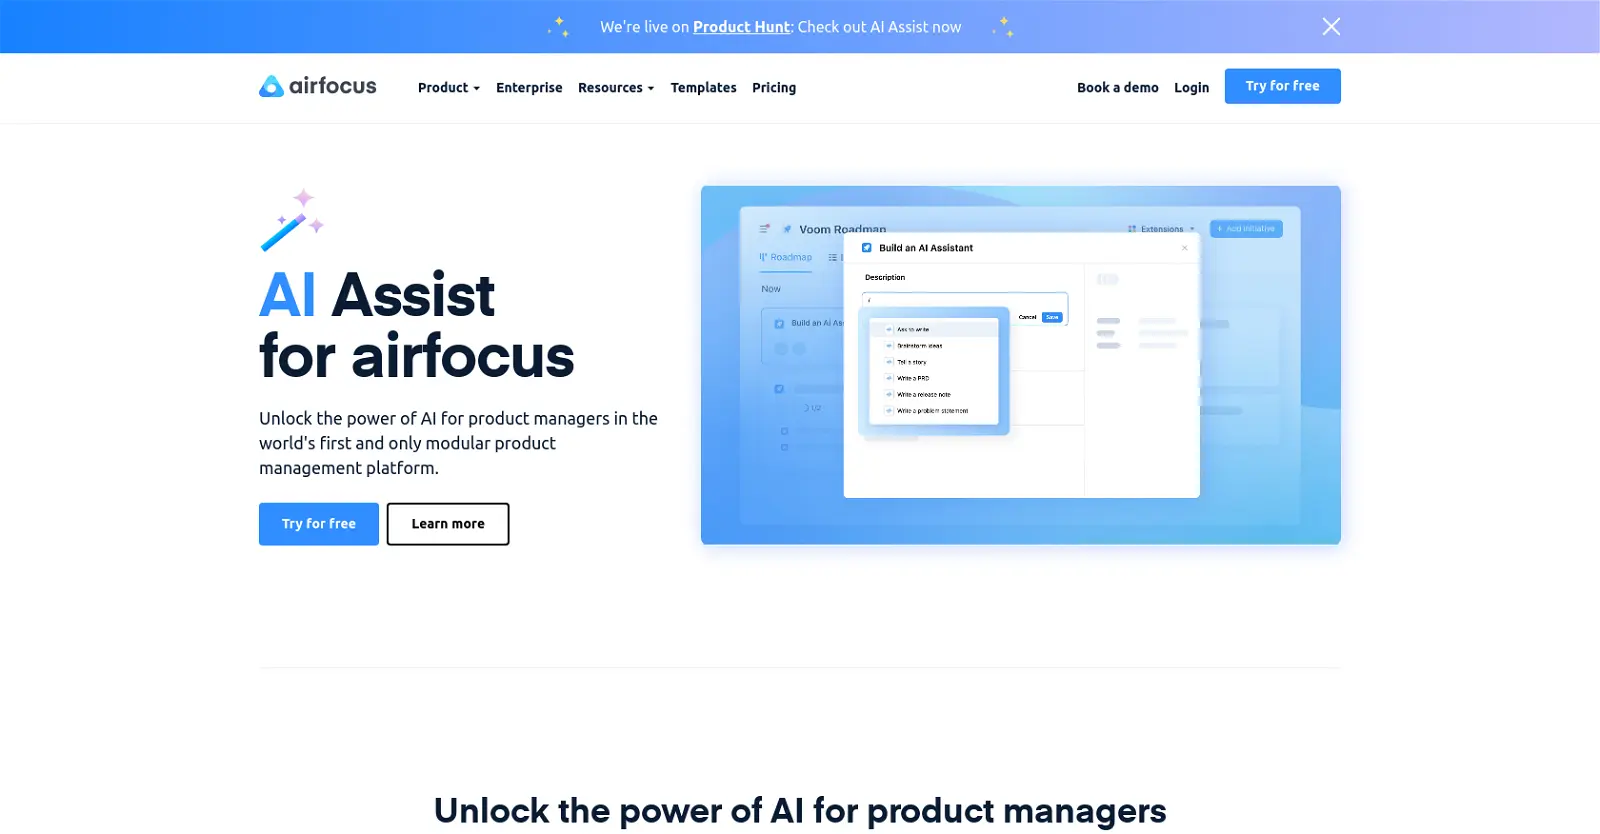 We're live on Product Hunt: Check out AI Assist now
airfocus
Product
Enterprise
Resources
Templates
Pricing
Book a demo
Login
Try for free
AI Assist
for airfocus
Unlock the power of AI for product managers in the
world's first and only modular product
management platform.
Try for free
Learn more
Voom Roadmap
Extensions
+ Add Initiative
Roadmap
Now
Build an AI Ass
Build an AI Assistant
Description
/
Cancel
Save
Ask to write
Brainstorm ideas
Tell a story
Write a PRD
Write a release note
Write a problem statement
Unlock the power of AI for product managers